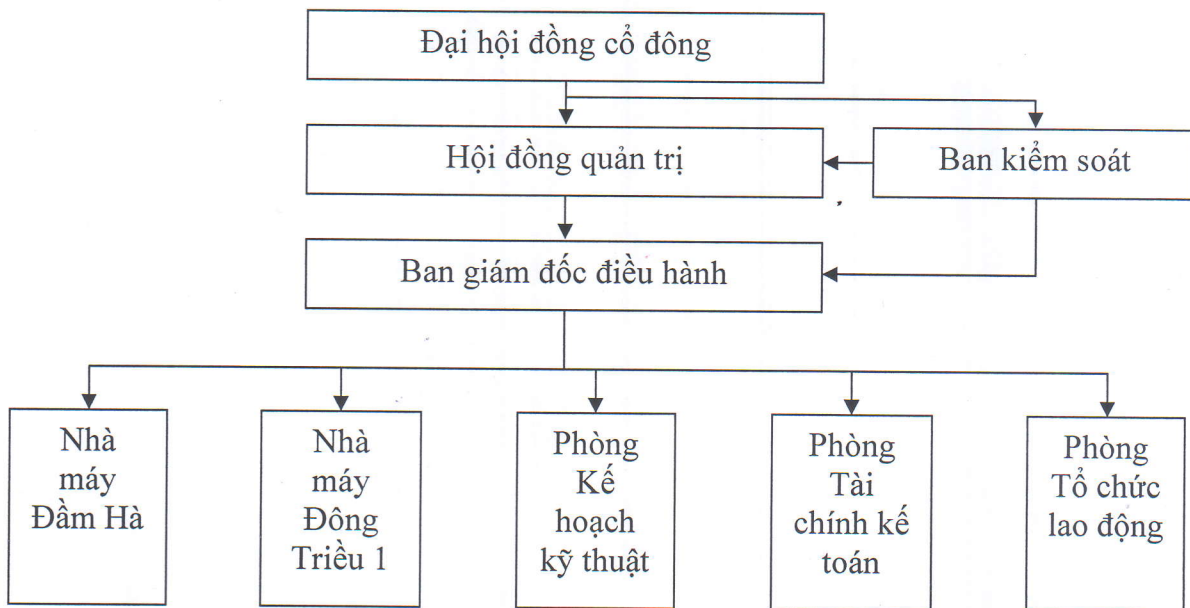 Đại hội đồng cổ đông
Hội đồng quản trị
Ban kiểm soát
Ban giám đốc điều hành
Nhà
máy
Đầm Hà
Nhà
máy
Đông
Triều 1
Phòng
Kế
hoạch
kỹ thuật
Phòng
Tài
chính kế
toán
Phòng
Tổ chức
lao động